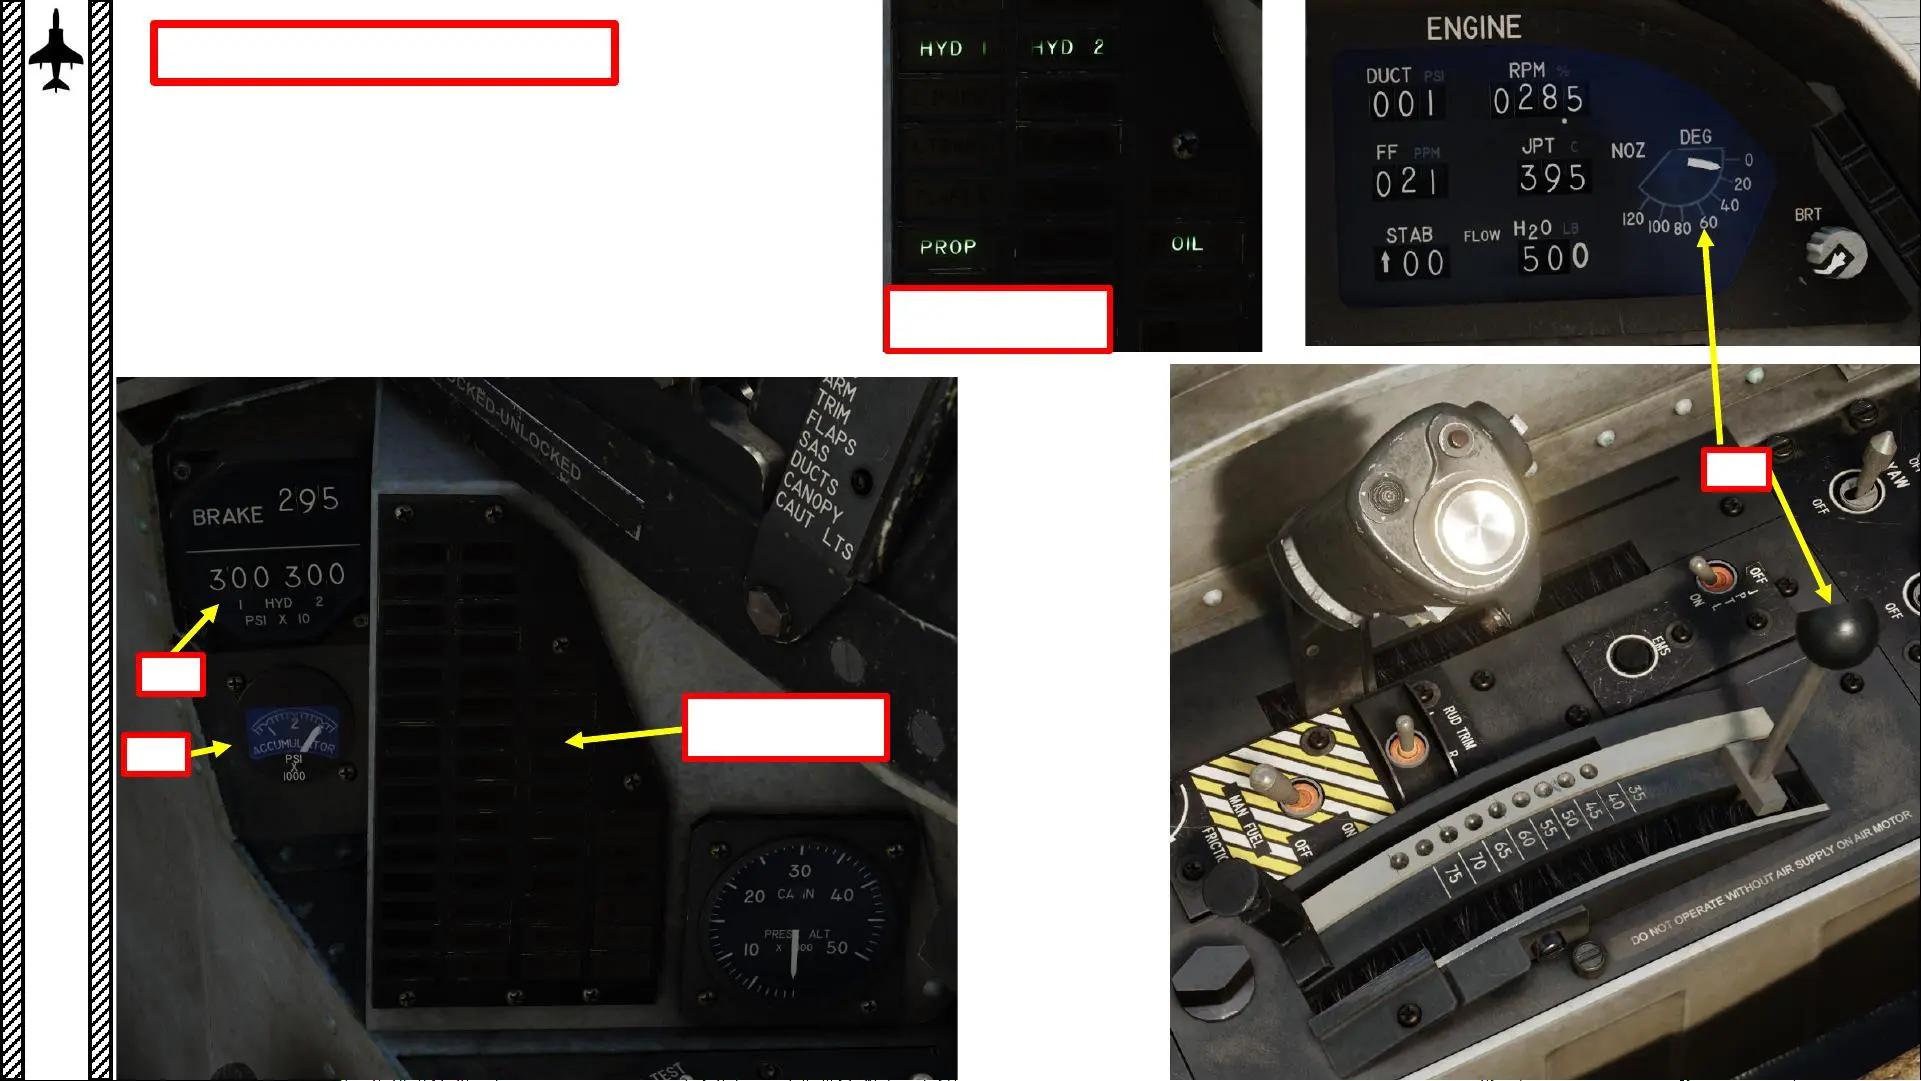 HYD 1 HYD 2
PROP
OIL
ENGINE
DUCT PSI
001
RPM %
0285
FF PPM
021
JPT C
395
STAB
↑00
FLOW H2O LB
500
NOZ
DEG
0
20
40
60
80
100
120
BRT
LOCKED-UNLOCKED
ARM
TRIM
FLAPS
SAS
DUCTS
CANOPY
CAUT LTS
BRAKE 295
300 300
1 HYD 2
PSI X 10
2
ACCUMULATOR
PSI
X
1000
30
20 CABIN 40
PRESS ALT
10 50
TEST
YAW
OFF
OFF
JPTL
ON
OFF
EMS
RUD TRIM
R
MAN FUEL
ON
OFF
FRICTION
35
40
45
50
55
60
65
70
75
DO NOT OPERATE WITHOUT AIR SUPPLY ON AIR MOTOR